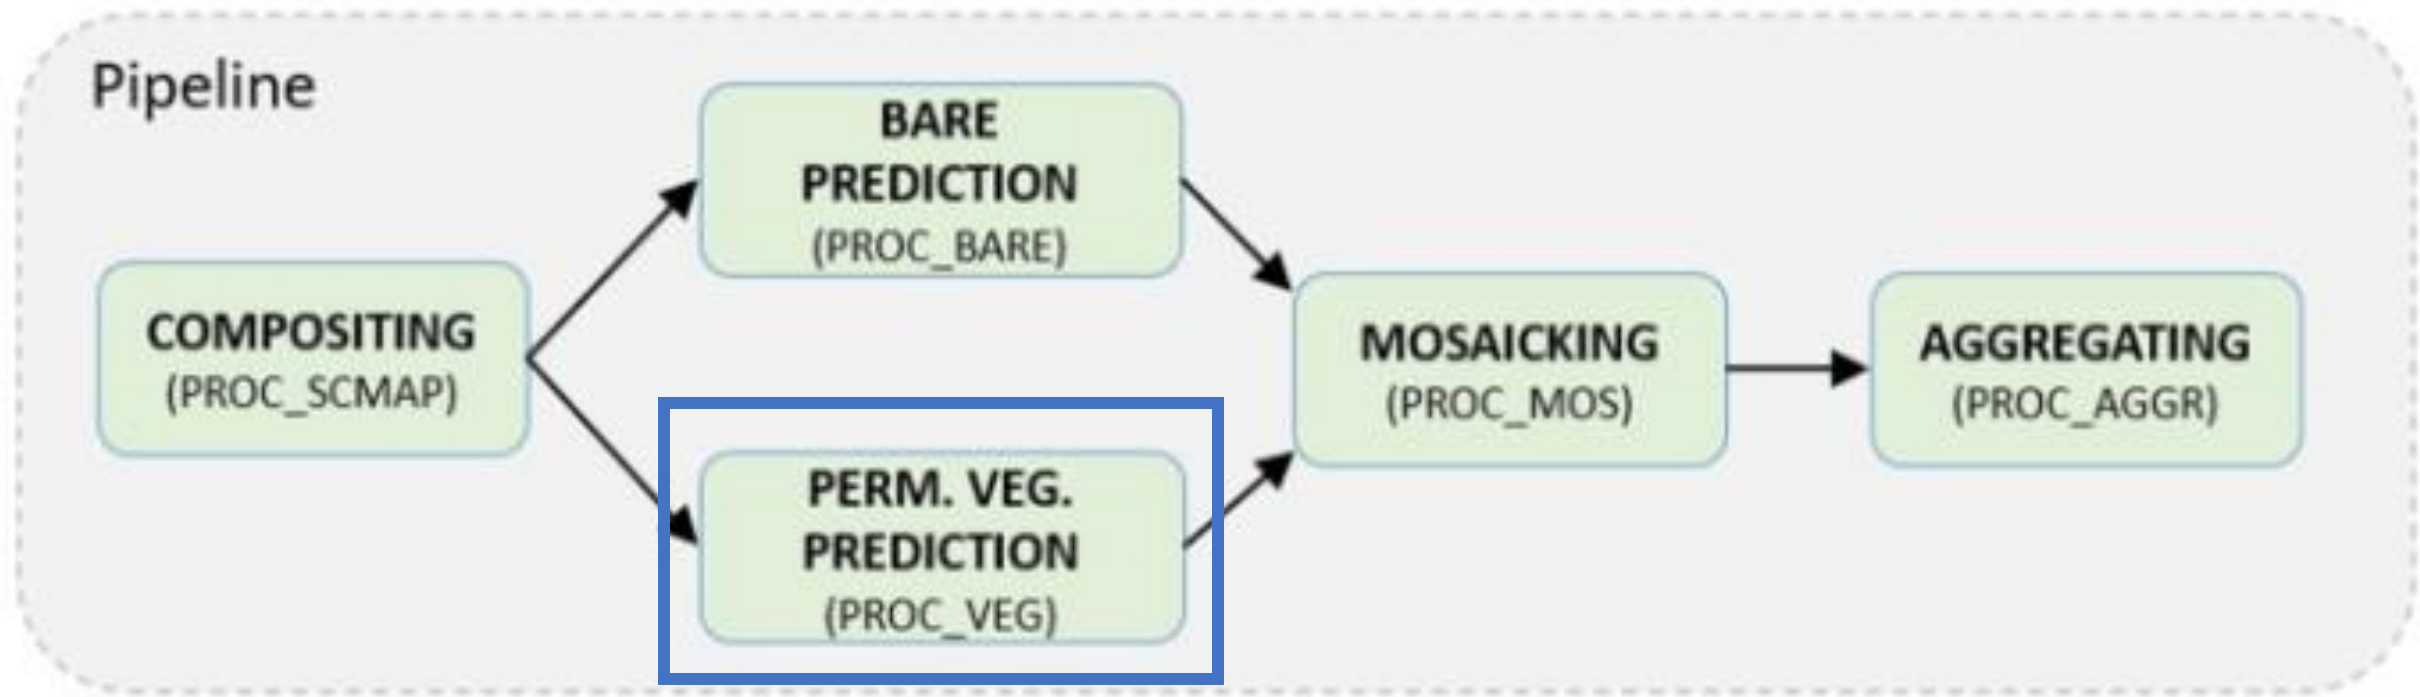 Pipeline
BARE
PREDICTION
(PROC_BARE)
COMPOSITING
(PROC_SCMAP)
PERM. VEG.
PREDICTION
(PROC_VEG)
MOSAICKING
(PROC_MOS)
AGGREGATING
(PROC_AGGR)